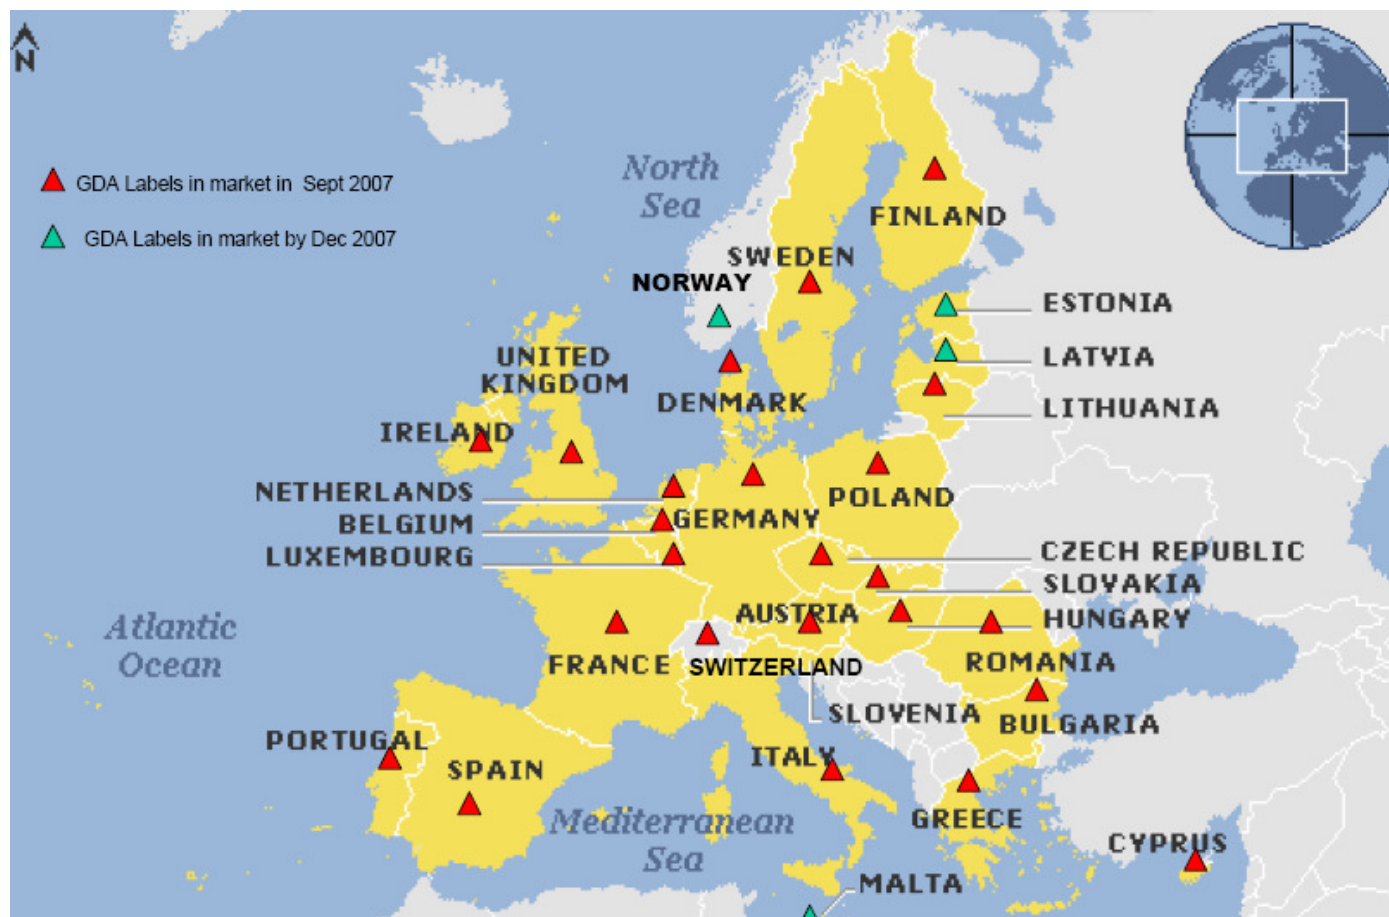 N
North
Sea
GDA Labels in market in Sept 2007
GDA Labels in market by Dec 2007
FINLAND
SWEDEN
NORWAY
ESTONIA
UNITED
KINGDOM
LATVIA
DENMARK
LITHUANIA
IRELAND
NETHERLANDS
POLAND
BELGIUM
GERMANY
LUXEMBOURG
CZECH REPUBLIC
SLOVAKIA
AUSTRIA
HUNGARY
Atlantic
Ocean
FRANCE
SWITZERLAND
ROMANIA
SLOVENIA
BULGARIA
PORTUGAL
SPAIN
ITALY
Mediterranean
Sea
GREECE
CYPRUS
MALTA